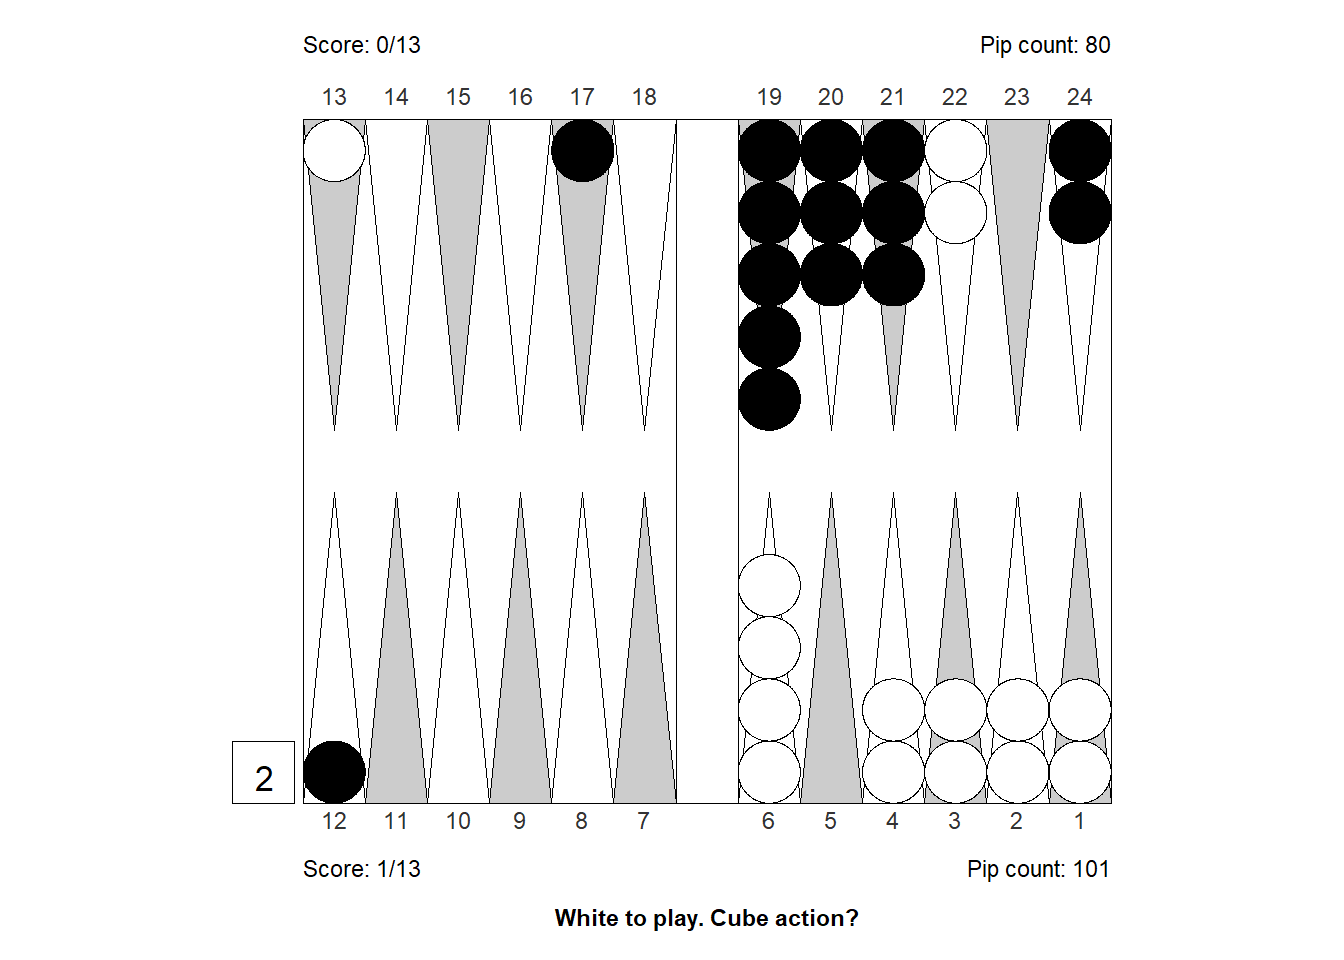 Score: 0/13 Pip count: 80
13 14 15 16 17 18 19 20 21 22 23 24
2
12 11 10 9 8 7 6 5 4 3 2 1
Score: 1/13 Pip count: 101
White to play. Cube action?